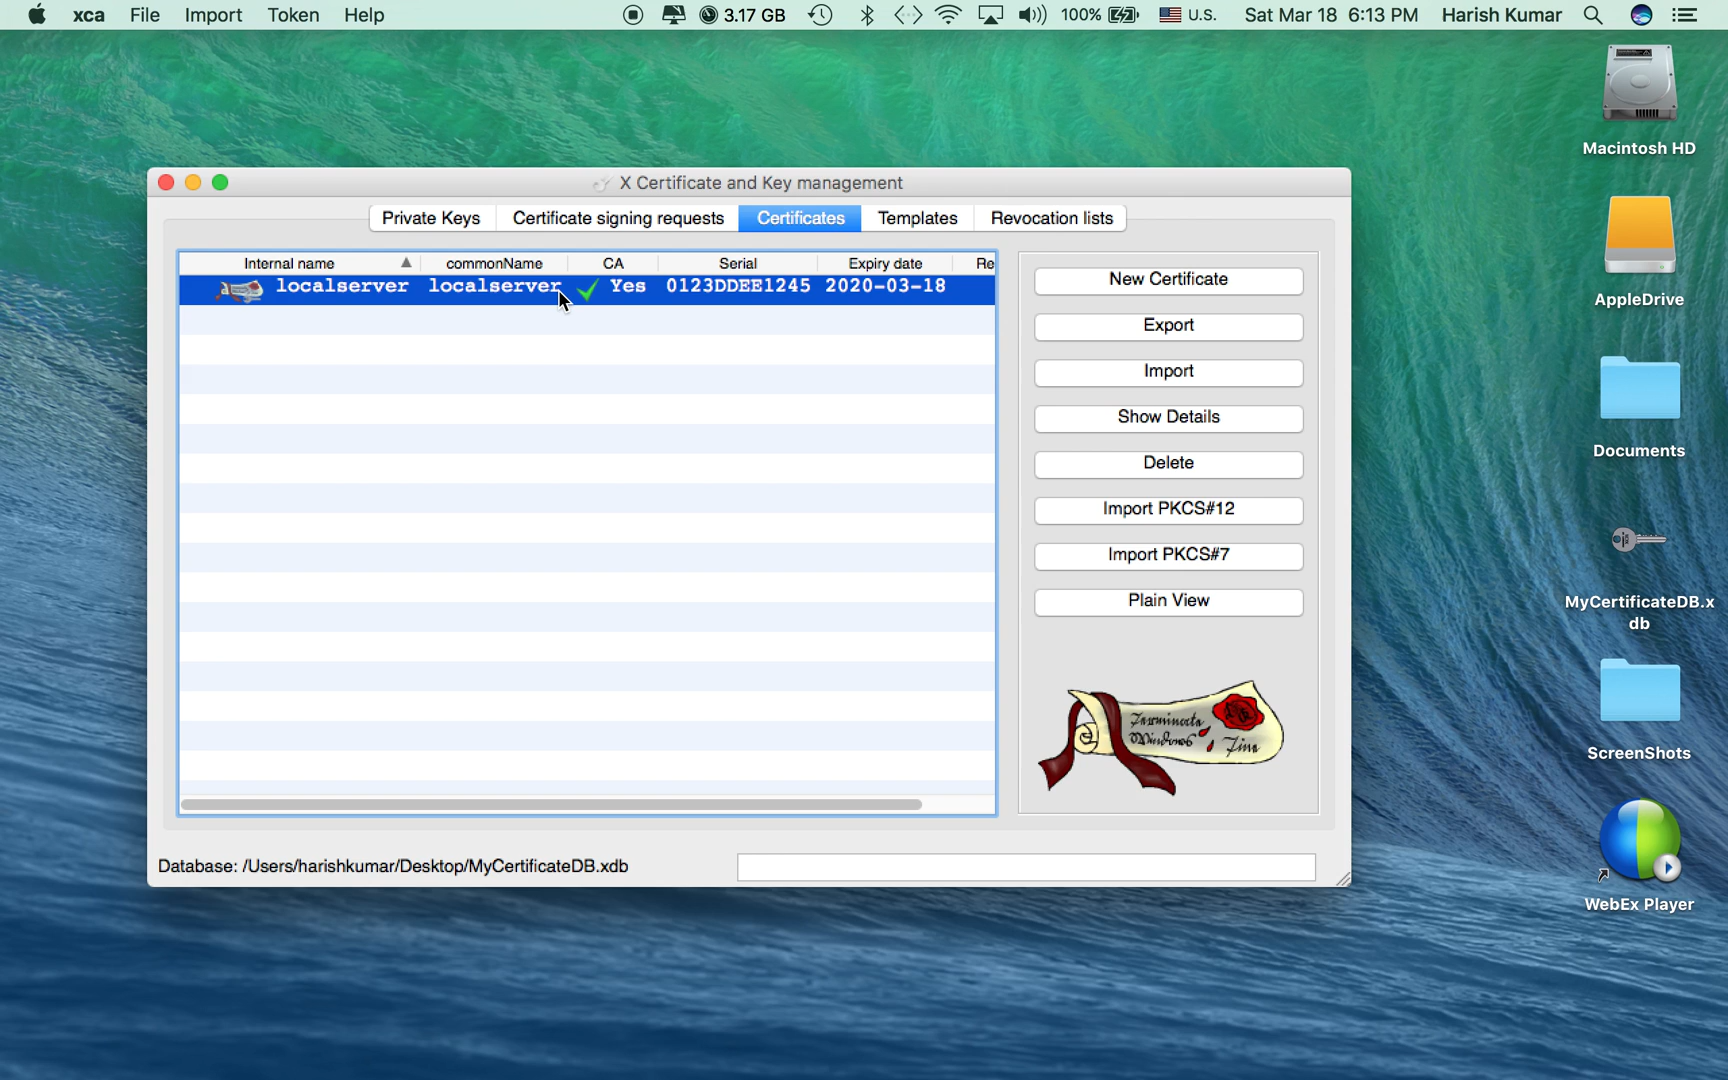 xca File Import Token Help 3.17 GB 100% U.S. Sat Mar 18 6:13 PM Harish Kumar
Macintosh HD
X Certificate and Key management
Private Keys Certificate signing requests Certificates Templates Revocation lists
Internal name commonName CA Serial Expiry date Re
localserver localserver Yes 0123DDEE1245 2020-03-18
New Certificate
Export
Import
Show Details
Delete
Import PKCS#12
Import PKCS#7
Plain View
Terminate
Windows Time
Database: /Users/harishkumar/Desktop/MyCertificateDB.xdb
AppleDrive
Documents
MyCertificateDB.x
db
ScreenShots
WebEx Player